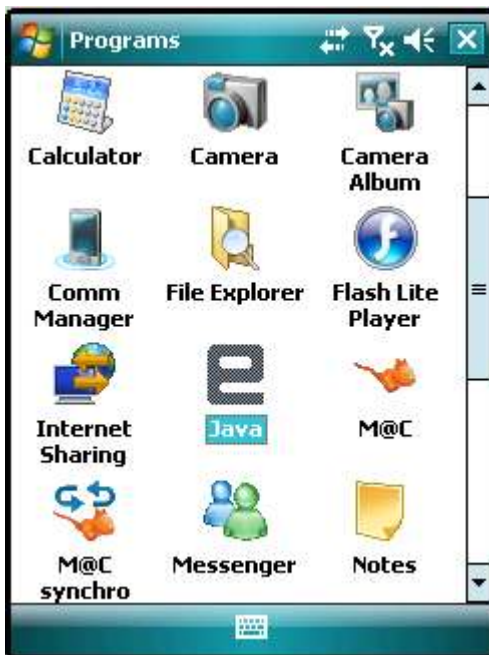 Programs
Calculator
Camera
Camera
Album
Comm
Manager
File Explorer
Flash Lite
Player
Internet
Sharing
Java
M@C
M@C
synchro
Messenger
Notes